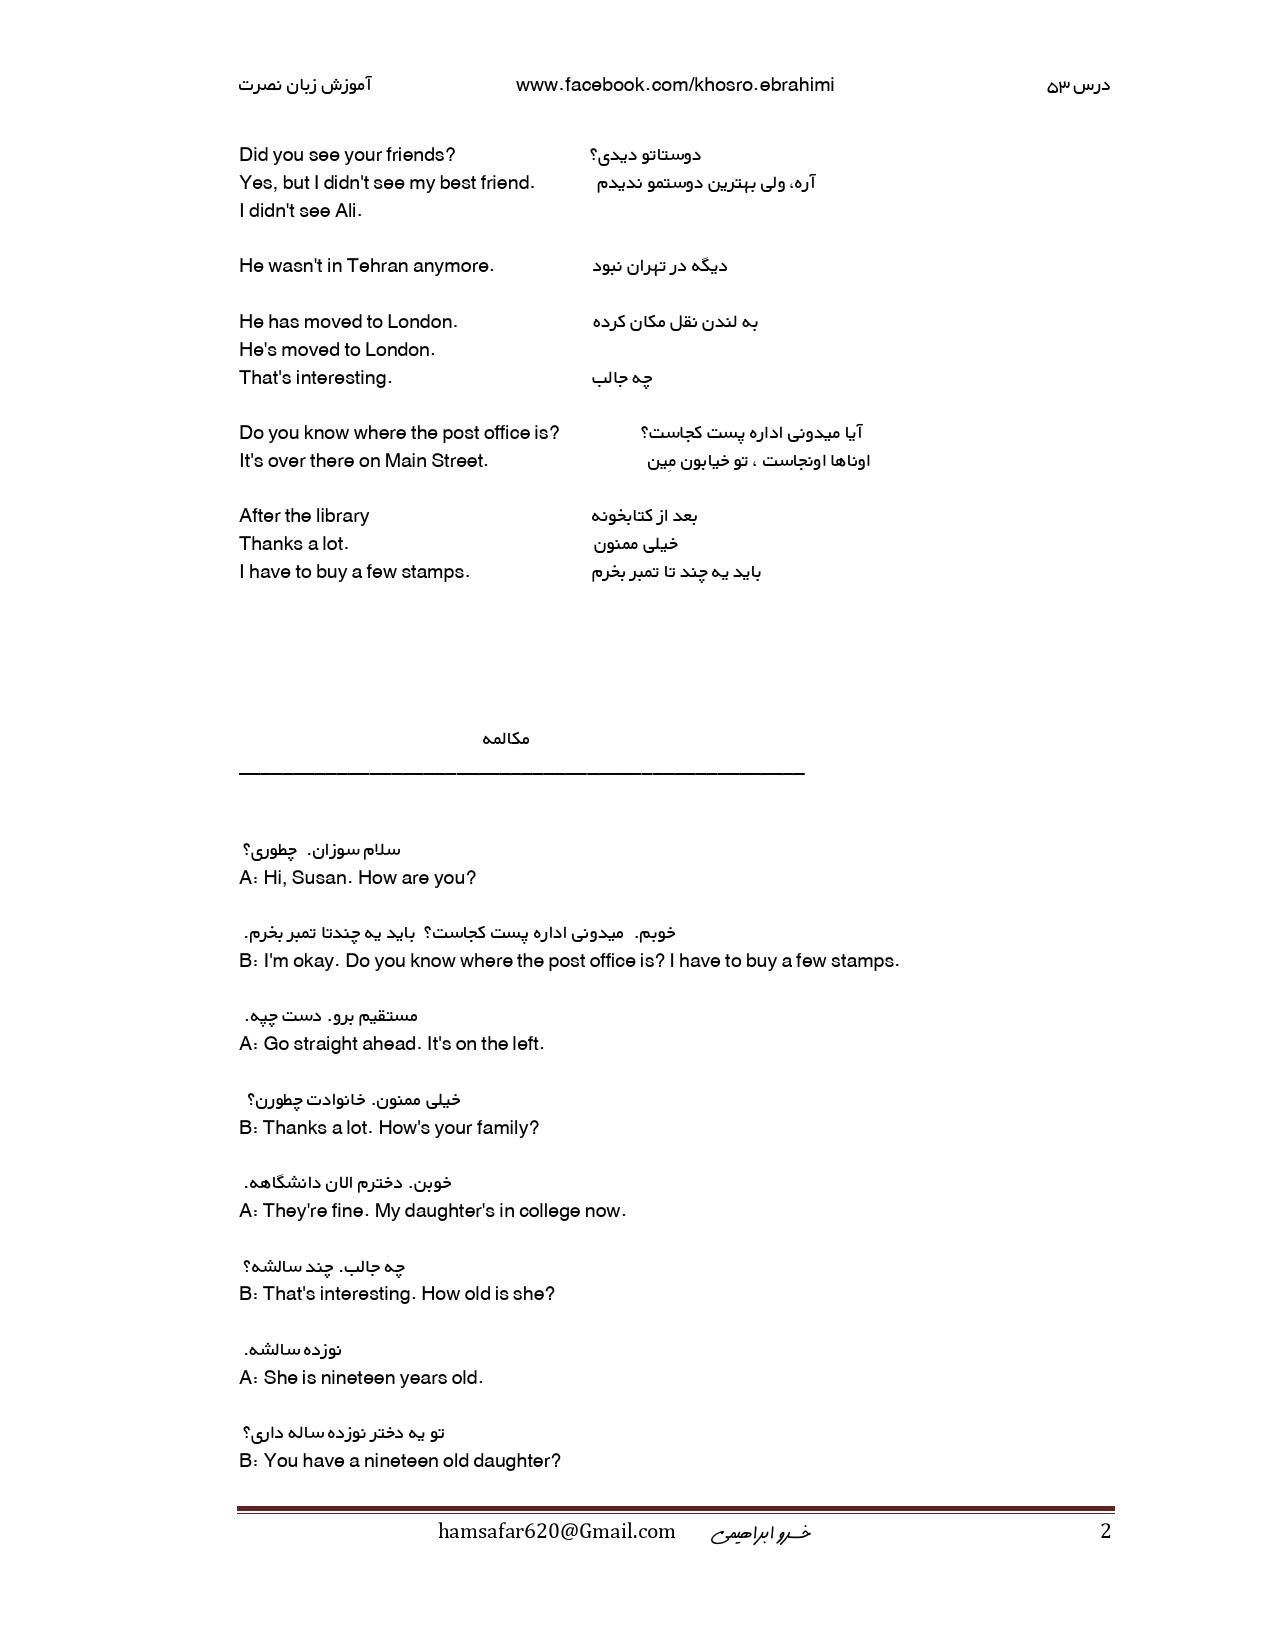 آموزش زبان نصرت www.facebook.com/khosro.ebrahimi درس ۵۳
Did you see your friends? دوستاتو دیدی؟
Yes, but I didn't see my best friend. آره، ولی بهترین دوستمو ندیدم
I didn't see Ali.
He wasn't in Tehran anymore. دیگه در تهران نبود
He has moved to London. به لندن نقل مکان کرده
He's moved to London.
That's interesting. چه جالب
Do you know where the post office is? آیا میدونی اداره پست کجاست؟
It's over there on Main Street. اوناها اونجاست ، تو خیابون مِین
After the library بعد از کتابخونه
Thanks a lot. خیلی ممنون
I have to buy a few stamps. باید یه چند تا تمبر بخرم
مکالمه
سلام سوزان. چطوری؟
A: Hi, Susan. How are you?
خوبم. میدونی اداره پست کجاست؟ باید یه چندتا تمبر بخرم.
B: I'm okay. Do you know where the post office is? I have to buy a few stamps.
مستقیم برو. دست چپه.
A: Go straight ahead. It's on the left.
خیلی ممنون. خانوادت چطورن؟
B: Thanks a lot. How's your family?
خوبن. دخترم الان دانشگاهه.
A: They're fine. My daughter's in college now.
چه جالب. چند سالشه؟
B: That's interesting. How old is she?
نوزده سالشه.
A: She is nineteen years old.
تو یه دختر نوزده ساله داری؟
B: You have a nineteen old daughter?
hamsafar620@Gmail.com خسرو ابراهیمی 2